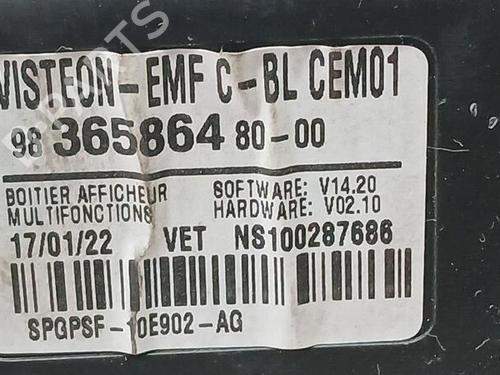 VISTEON-EMF C-BL CEM01
98 365864 80-00
BOITIER AFFICHEUR SOFTWARE: V14.20
MULTIFONCTIONS HARDWARE: V02.10
17/01/22 VET NS100287686
SPGPSF-10E902-AG